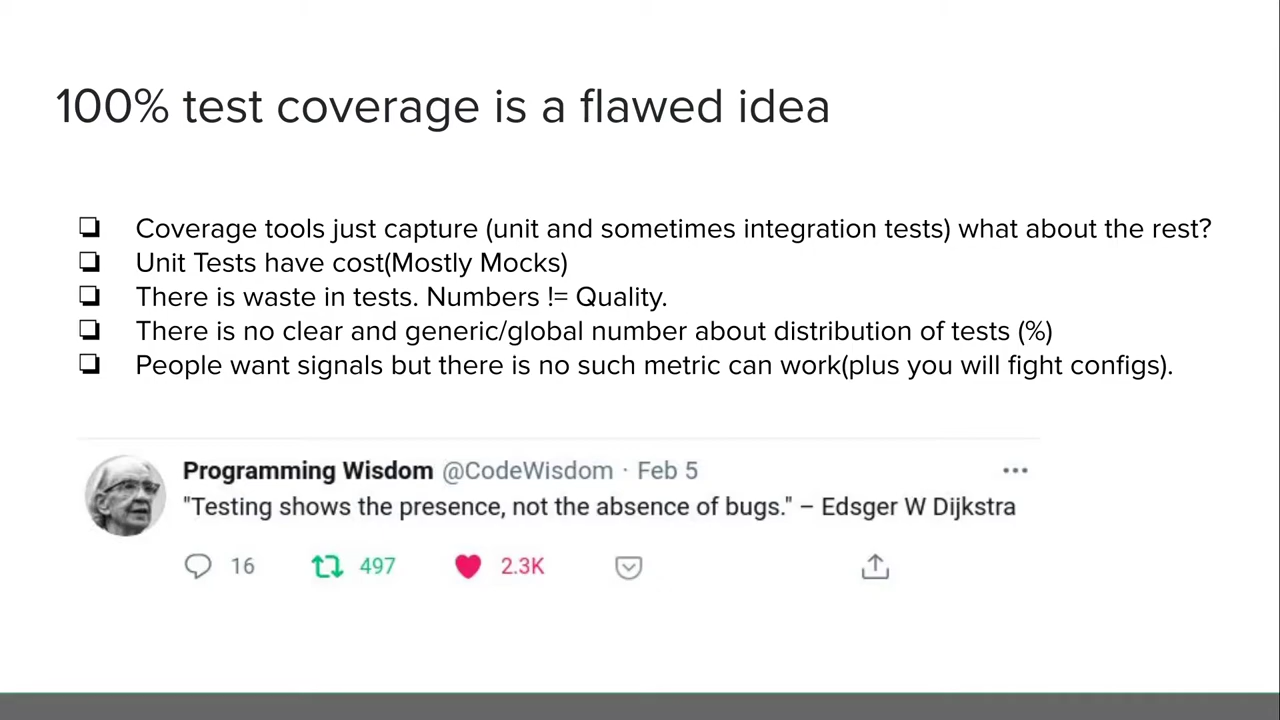 100% test coverage is a flawed idea
❏ Coverage tools just capture (unit and sometimes integration tests) what about the rest?
❏ Unit Tests have cost(Mostly Mocks)
❏ There is waste in tests. Numbers != Quality.
❏ There is no clear and generic/global number about distribution of tests (%)
❏ People want signals but there is no such metric can work(plus you will fight configs).
Programming Wisdom @CodeWisdom · Feb 5
"Testing shows the presence, not the absence of bugs." – Edsger W Dijkstra
16 497 2.3K